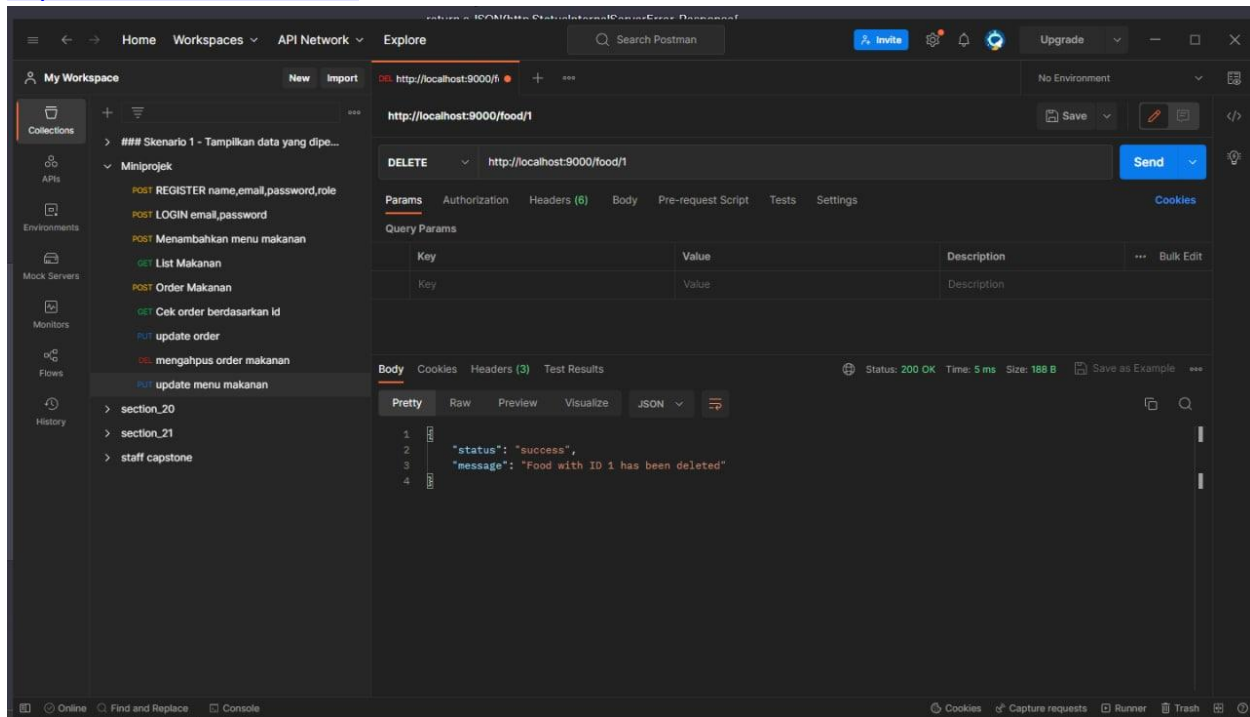 return c.JSON(http.StatusInternalServerError, Response{
Home Workspaces API Network Explore Search Postman Invite Upgrade
My Workspace New Import DEL http://localhost:9000/f No Environment
Collections
APIs
Environments
Mock Servers
Monitors
Flows
History
### Skenario 1 - Tampilkan data yang dipe...
Miniprojek
POST REGISTER name,email,password,role
POST LOGIN email,password
POST Menambahkan menu makanan
GET List Makanan
POST Order Makanan
GET Cek order berdasarkan id
PUT update order
DEL mengahpus order makanan
PUT update menu makanan
section_20
section_21
staff capstone
http://localhost:9000/food/1 Save
DELETE http://localhost:9000/food/1 Send
Params Authorization Headers (6) Body Pre-request Script Tests Settings Cookies
Query Params
Key Value Description Bulk Edit
Key Value Description
Body Cookies Headers (3) Test Results Status: 200 OK Time: 5 ms Size: 188 B Save as Example
Pretty Raw Preview Visualize JSON
1 {
2 "status": "success",
3 "message": "Food with ID 1 has been deleted"
4 }
Online Find and Replace Console Cookies Capture requests Runner Trash